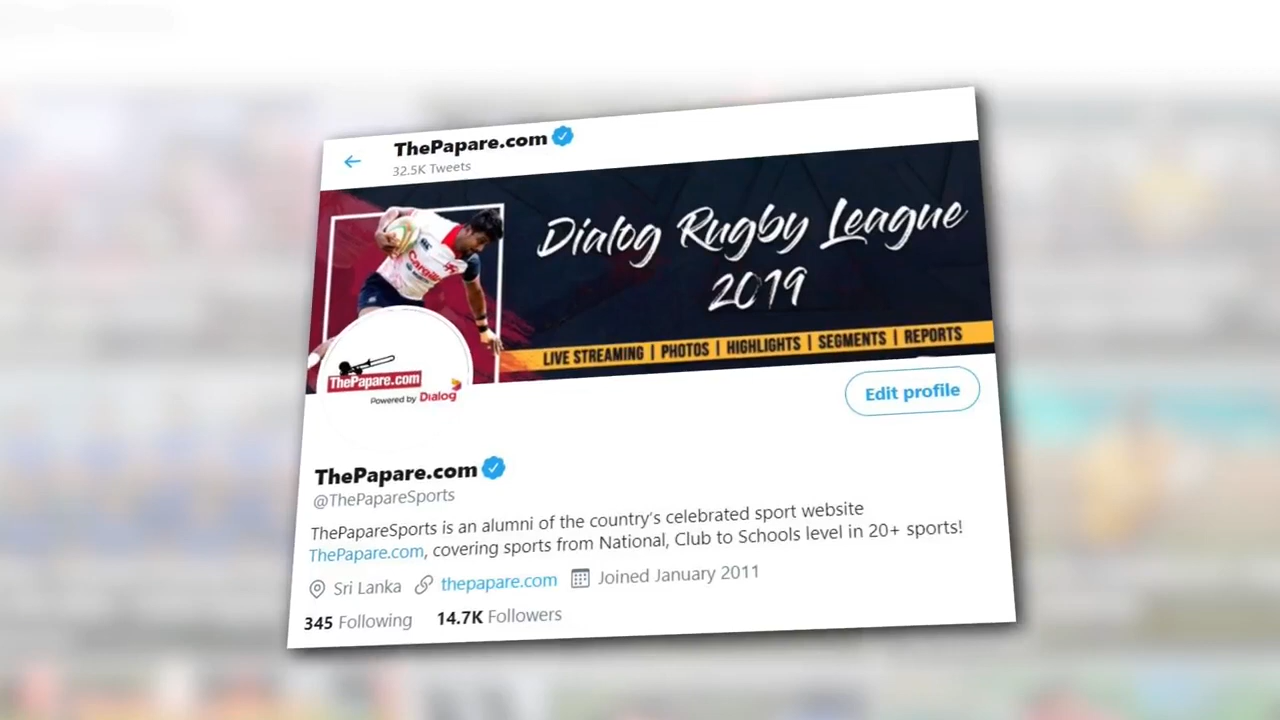 ThePapare.com
32.5K Tweets
Dialog Rugby League
2019
LIVE STREAMING | PHOTOS | HIGHLIGHTS | SEGMENTS | REPORTS
Cargills
ThePapare.com
Powered by Dialog
Edit profile
ThePapare.com
@ThePapareSports
ThePapareSports is an alumni of the country's celebrated sport website
ThePapare.com, covering sports from National, Club to Schools level in 20+ sports!
Sri Lanka thepapare.com Joined January 2011
345 Following 14.7K Followers